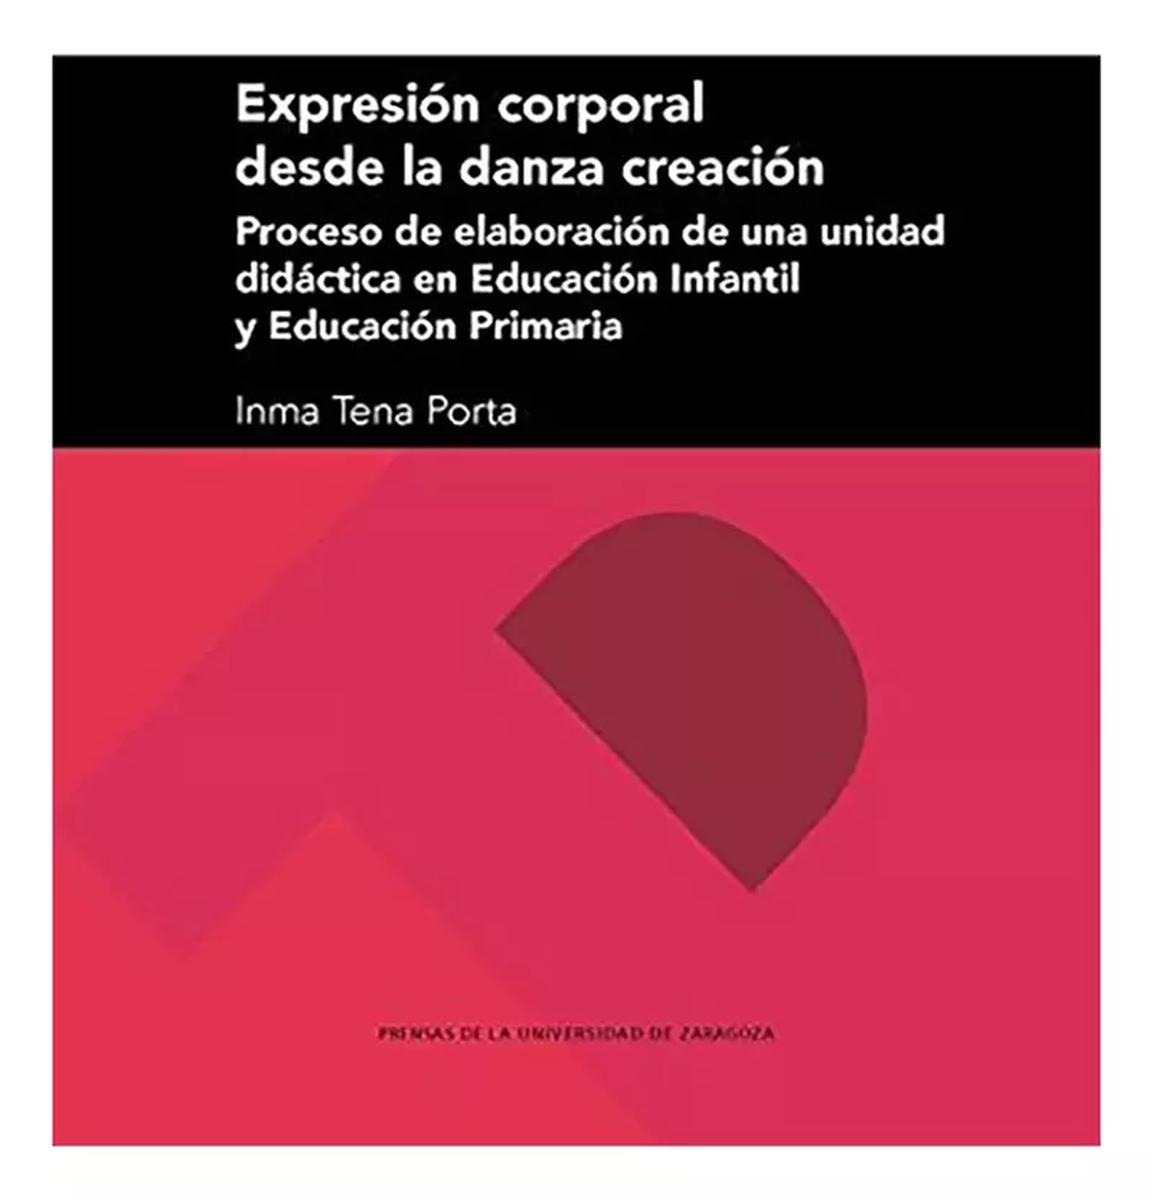 Expresión corporal
desde la danza creación
Proceso de elaboración de una unidad
didáctica en Educación Infantil
y Educación Primaria
Inma Tena Porta
PRENSAS DE LA UNIVERSIDAD DE ZARAGOZA